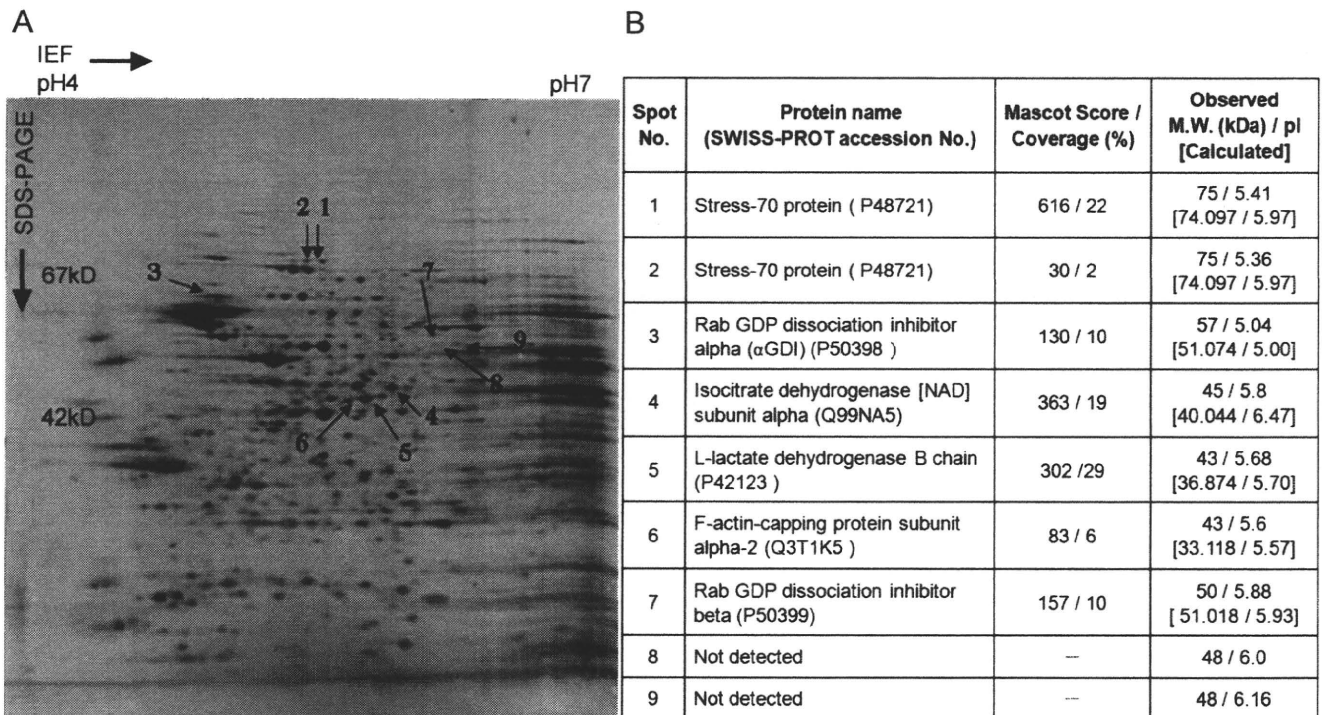 A
IEF
pH4
pH7
SDS-PAGE
67kD
42kD
2 1
3
7
9
8
4
6
5
B
Spot No.
Protein name (SWISS-PROT accession No.)
Mascot Score / Coverage (%)
Observed M.W. (kDa) / pI [Calculated]
1
Stress-70 protein ( P48721)
616 / 22
75 / 5.41
[74.097 / 5.97]
2
Stress-70 protein ( P48721)
30 / 2
75 / 5.36
[74.097 / 5.97]
3
Rab GDP dissociation inhibitor
alpha (αGDI) (P50398 )
130 / 10
57 / 5.04
[51.074 / 5.00]
4
Isocitrate dehydrogenase [NAD]
subunit alpha (Q99NA5)
363 / 19
45 / 5.8
[40.044 / 6.47]
5
L-lactate dehydrogenase B chain
(P42123 )
302 /29
43 / 5.68
[36.874 / 5.70]
6
F-actin-capping protein subunit
alpha-2 (Q3T1K5 )
83 / 6
43 / 5.6
[33.118 / 5.57]
7
Rab GDP dissociation inhibitor
beta (P50399)
157 / 10
50 / 5.88
[ 51.018 / 5.93]
8
Not detected
---
48 / 6.0
9
Not detected
---
48 / 6.16